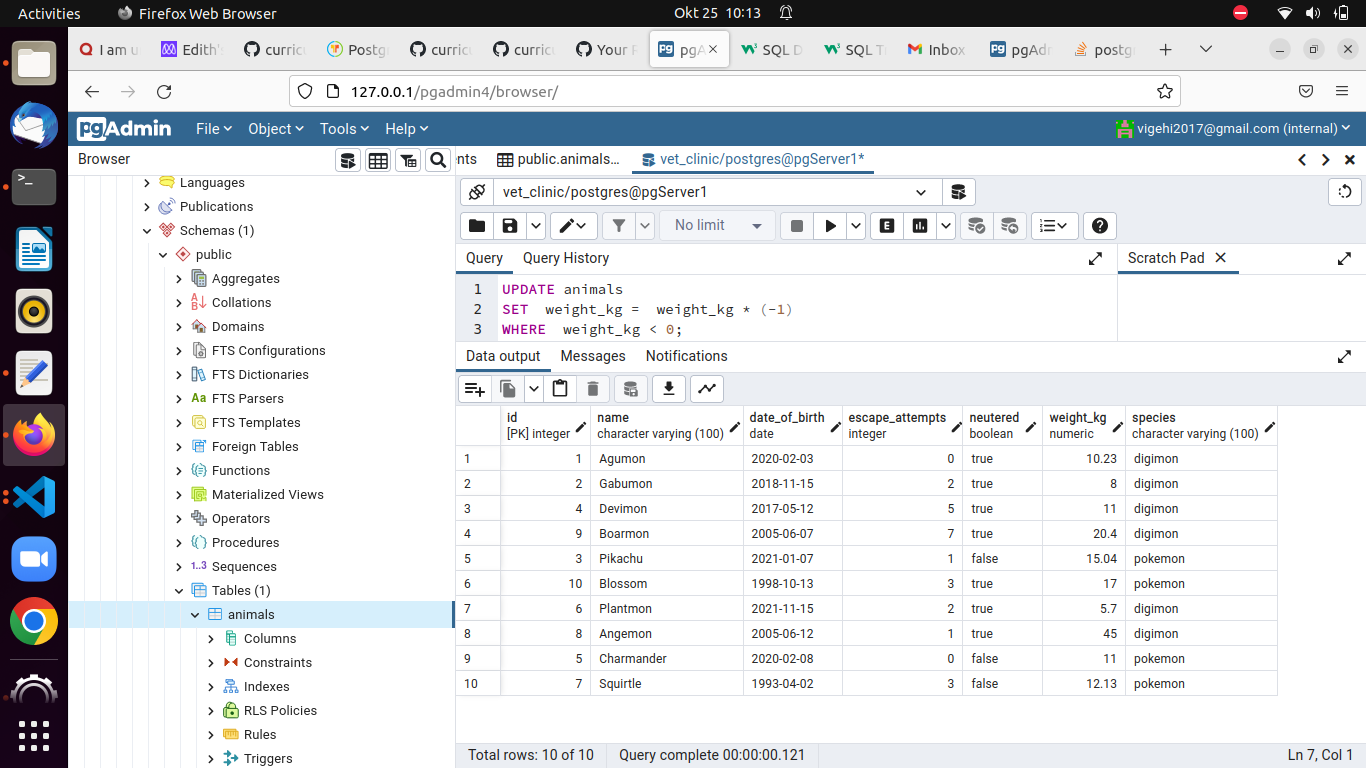 Activities Firefox Web Browser Okt 25 10:13
I am u Edith' curricu Postgr curricu curricu Your P pgA SQL D SQL T Inbox pgAdr postgr
127.0.0.1/pgadmin4/browser/
pgAdmin File Object Tools Help vigehi2017@gmail.com (internal)
Browser nts public.animals... vet_clinic/postgres@pgServer1*
Languages
Publications
Schemas (1)
public
Aggregates
Collations
Domains
FTS Configurations
FTS Dictionaries
Aa FTS Parsers
FTS Templates
Foreign Tables
Functions
Materialized Views
Operators
Procedures
1..3 Sequences
Tables (1)
animals
Columns
Constraints
Indexes
RLS Policies
Rules
Triggers
vet_clinic/postgres@pgServer1
No limit E
Query Query History Scratch Pad
1 UPDATE animals
2 SET weight_kg = weight_kg * (-1)
3 WHERE weight_kg < 0;
Data output Messages Notifications
id name date_of_birth escape_attempts neutered weight_kg species
[PK] integer character varying (100) date integer boolean numeric character varying (100)
1 1 Agumon 2020-02-03 0 true 10.23 digimon
2 2 Gabumon 2018-11-15 2 true 8 digimon
3 4 Devimon 2017-05-12 5 true 11 digimon
4 9 Boarmon 2005-06-07 7 true 20.4 digimon
5 3 Pikachu 2021-01-07 1 false 15.04 pokemon
6 10 Blossom 1998-10-13 3 true 17 pokemon
7 6 Plantmon 2021-11-15 2 true 5.7 digimon
8 8 Angemon 2005-06-12 1 true 45 digimon
9 5 Charmander 2020-02-08 0 false 11 pokemon
10 7 Squirtle 1993-04-02 3 false 12.13 pokemon
Total rows: 10 of 10 Query complete 00:00:00.121 Ln 7, Col 1